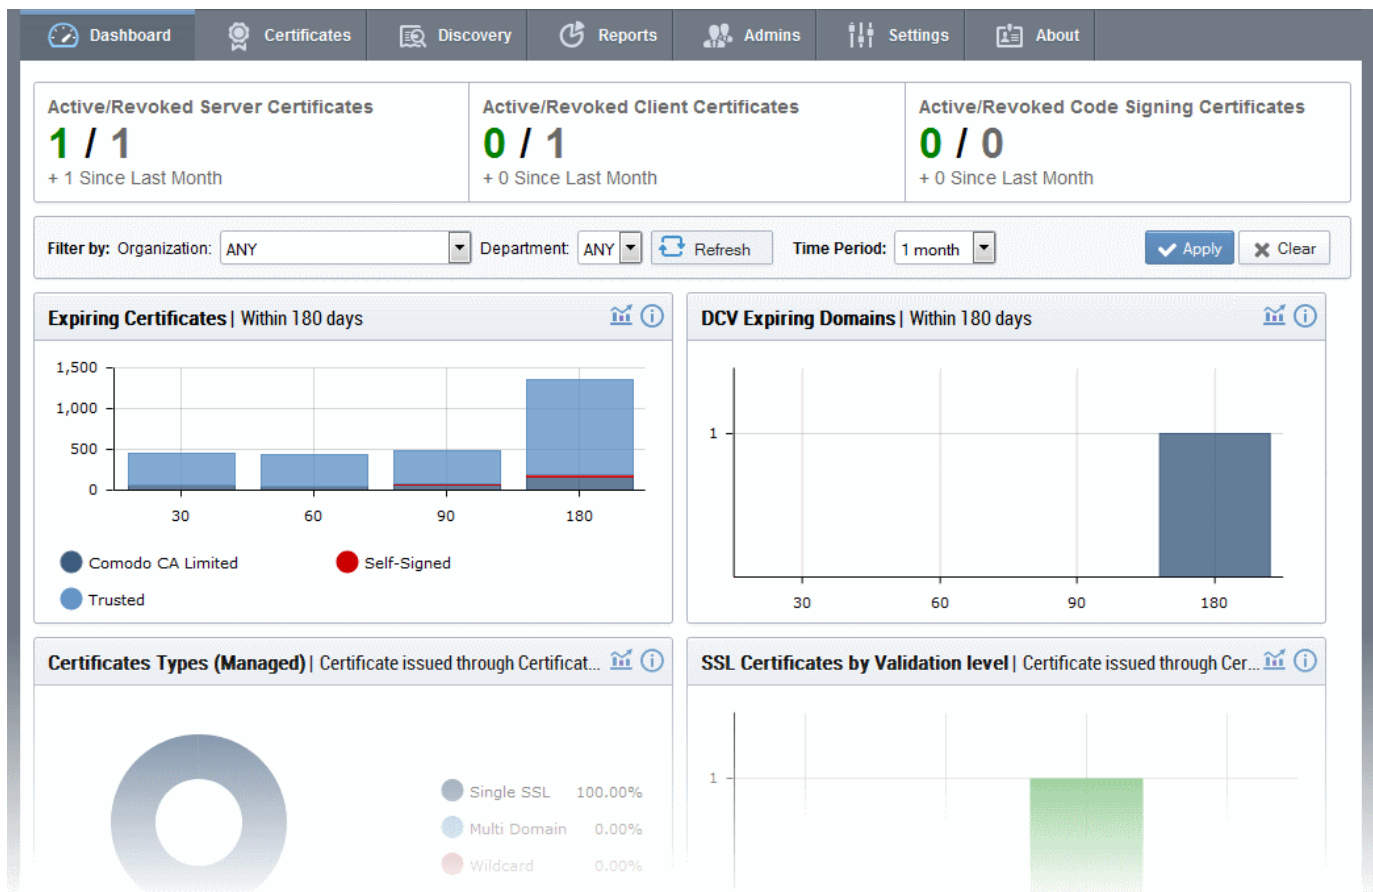 Dashboard Certificates Discovery Reports Admins Settings About
Active/Revoked Server Certificates
1 / 1
+ 1 Since Last Month
Active/Revoked Client Certificates
0 / 1
+ 0 Since Last Month
Active/Revoked Code Signing Certificates
0 / 0
+ 0 Since Last Month
Filter by: Organization: ANY Department: ANY Refresh Time Period: 1 month Apply Clear
Expiring Certificates | Within 180 days
1,500
1,000
500
0
30 60 90 180
Comodo CA Limited Self-Signed
Trusted
DCV Expiring Domains | Within 180 days
1
30 60 90 180
Certificates Types (Managed) | Certificate issued through Certificat...
Single SSL 100.00%
Multi Domain 0.00%
Wildcard 0.00%
SSL Certificates by Validation level | Certificate issued through Cer...
1